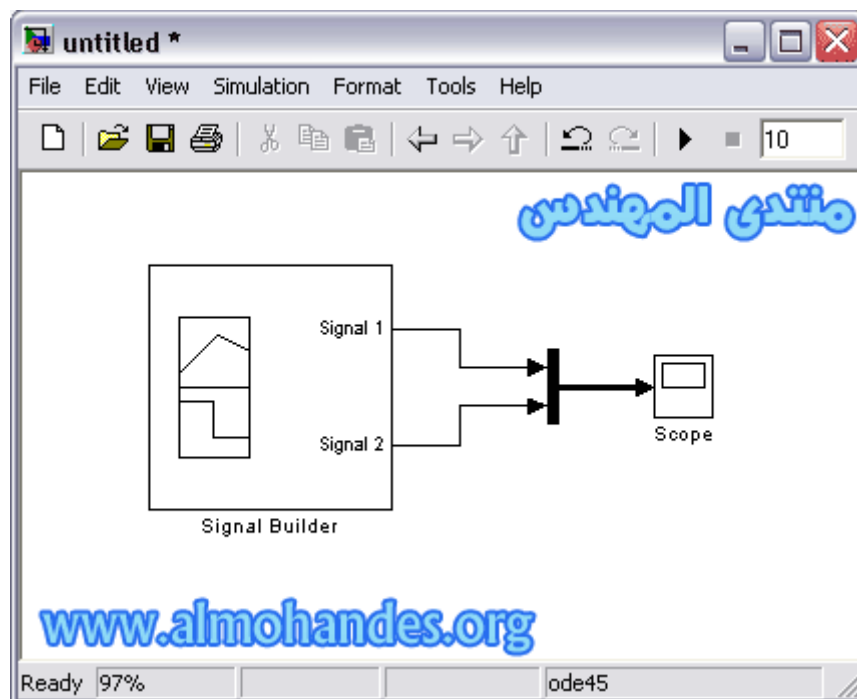 untitled *
File Edit View Simulation Format Tools Help
10
منتدى المهندس
Signal 1
Signal 2
Scope
Signal Builder
www.almohandes.org
Ready 97% ode45